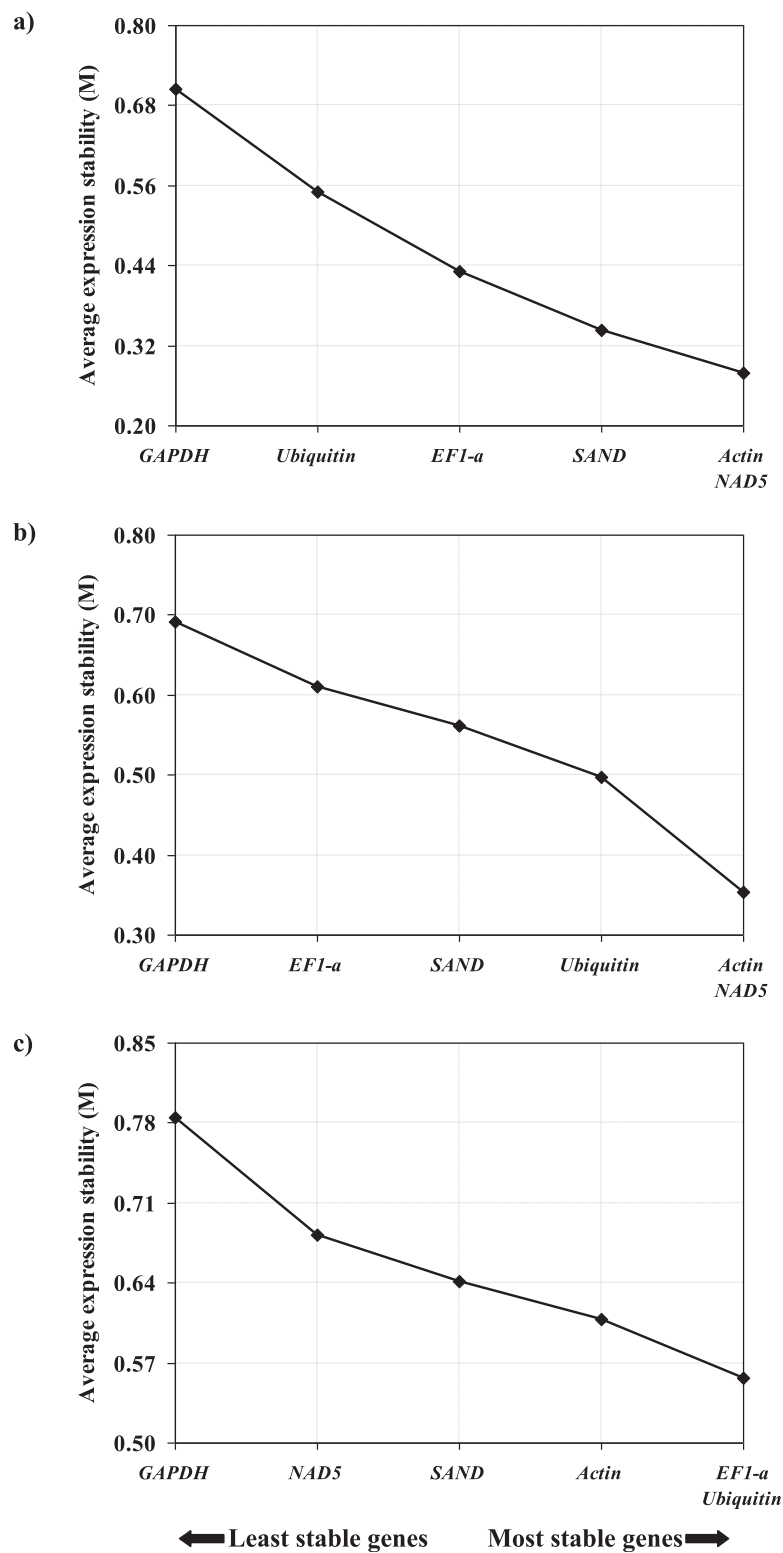 a)
Average expression stability (M)
0.80
0.68
0.56
0.44
0.32
0.20
GAPDH Ubiquitin EF1-a SAND Actin
NAD5
b)
Average expression stability (M)
0.80
0.70
0.60
0.50
0.40
0.30
GAPDH EF1-a SAND Ubiquitin Actin
NAD5
c)
Average expression stability (M)
0.85
0.78
0.71
0.64
0.57
0.50
GAPDH NAD5 SAND Actin EF1-a
Ubiquitin
Least stable genes Most stable genes